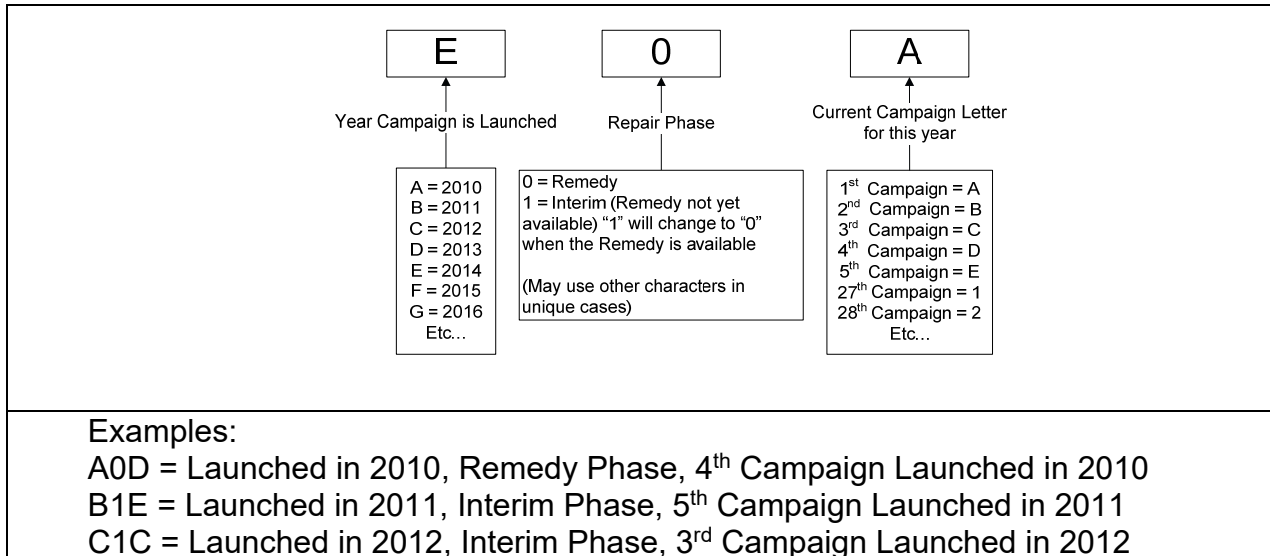 E 0 A
Year Campaign is Launched
Repair Phase
Current Campaign Letter
for this year
A = 2010
B = 2011
C = 2012
D = 2013
E = 2014
F = 2015
G = 2016
Etc...
0 = Remedy
1 = Interim (Remedy not yet
available) “1” will change to “0”
when the Remedy is available
(May use other characters in
unique cases)
1st Campaign = A
2nd Campaign = B
3rd Campaign = C
4th Campaign = D
5th Campaign = E
27th Campaign = 1
28th Campaign = 2
Etc...
Examples:
A0D = Launched in 2010, Remedy Phase, 4th Campaign Launched in 2010
B1E = Launched in 2011, Interim Phase, 5th Campaign Launched in 2011
C1C = Launched in 2012, Interim Phase, 3rd Campaign Launched in 2012